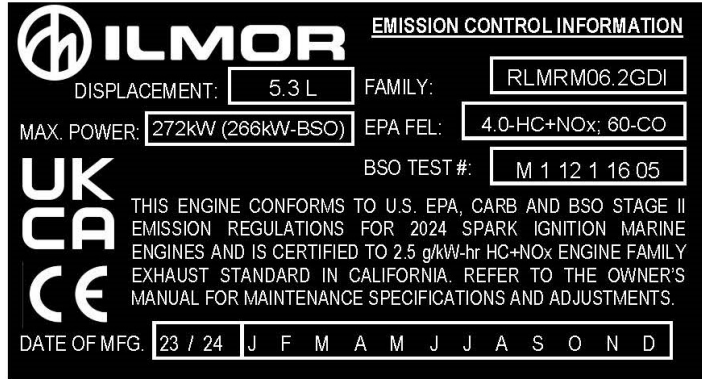 ILMOR
EMISSION CONTROL INFORMATION
DISPLACEMENT: 5.3 L
FAMILY: RLMRM06.2GDI
MAX. POWER: 272kW (266kW-BSO)
EPA FEL: 4.0-HC+NOx; 60-CO
BSO TEST #: M 1 12 1 16 05
UK
CA
CE
THIS ENGINE CONFORMS TO U.S. EPA, CARB AND BSO STAGE II
EMISSION REGULATIONS FOR 2024 SPARK IGNITION MARINE
ENGINES AND IS CERTIFIED TO 2.5 g/kW-hr HC+NOx ENGINE FAMILY
EXHAUST STANDARD IN CALIFORNIA. REFER TO THE OWNER'S
MANUAL FOR MAINTENANCE SPECIFICATIONS AND ADJUSTMENTS.
DATE OF MFG. 23 / 24 J F M A M J J A S O N D